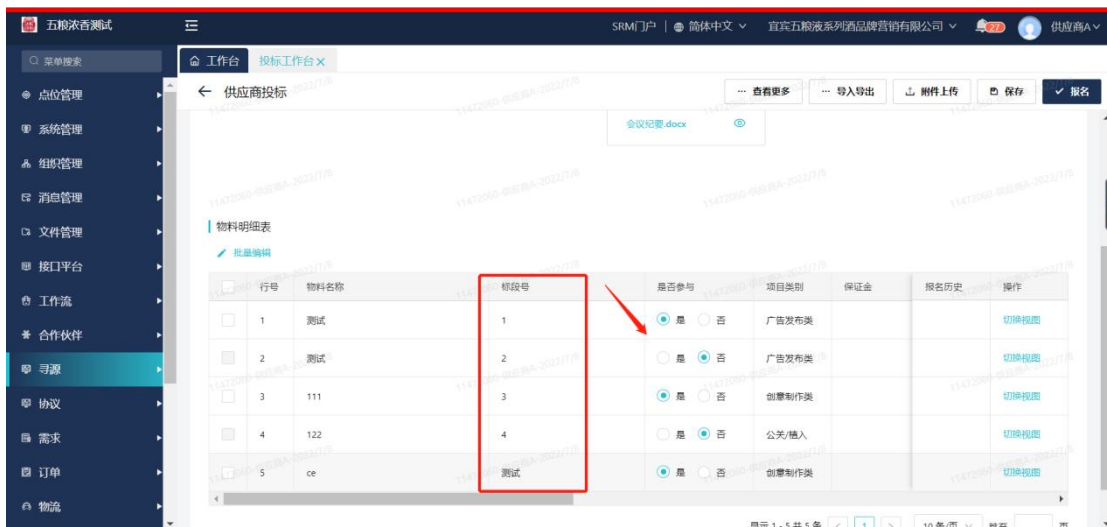 五粮浓香测试
SRM门户 | 简体中文 宜宾五粮液系列酒品牌营销有限公司 27 供应商A
菜单搜索
工作台 投标工作台 ×
点位管理
系统管理
组织管理
消息管理
文件管理
接口平台
工作流
合作伙伴
寻源
协议
需求
订单
物流
← 供应商投标
··· 查看更多 ··· 导入导出 附件上传 保存 ✓ 报名
会议纪要.docx
物料明细表
批量编辑
行号 物料名称 标段号 是否参与 项目类别 保证金 报名历史 操作
1 测试 1 是 否 广告发布类 切换视图
2 测试 2 是 否 广告发布类 切换视图
3 111 3 是 否 创意制作类 切换视图
4 122 4 是 否 公关/植入 切换视图
5 ce 测试 是 否 创意制作类 切换视图
显示 1 - 5 共 5 条 < 1 > 10 条/页 跳至 页
11472060-供应商A-2022/7/8